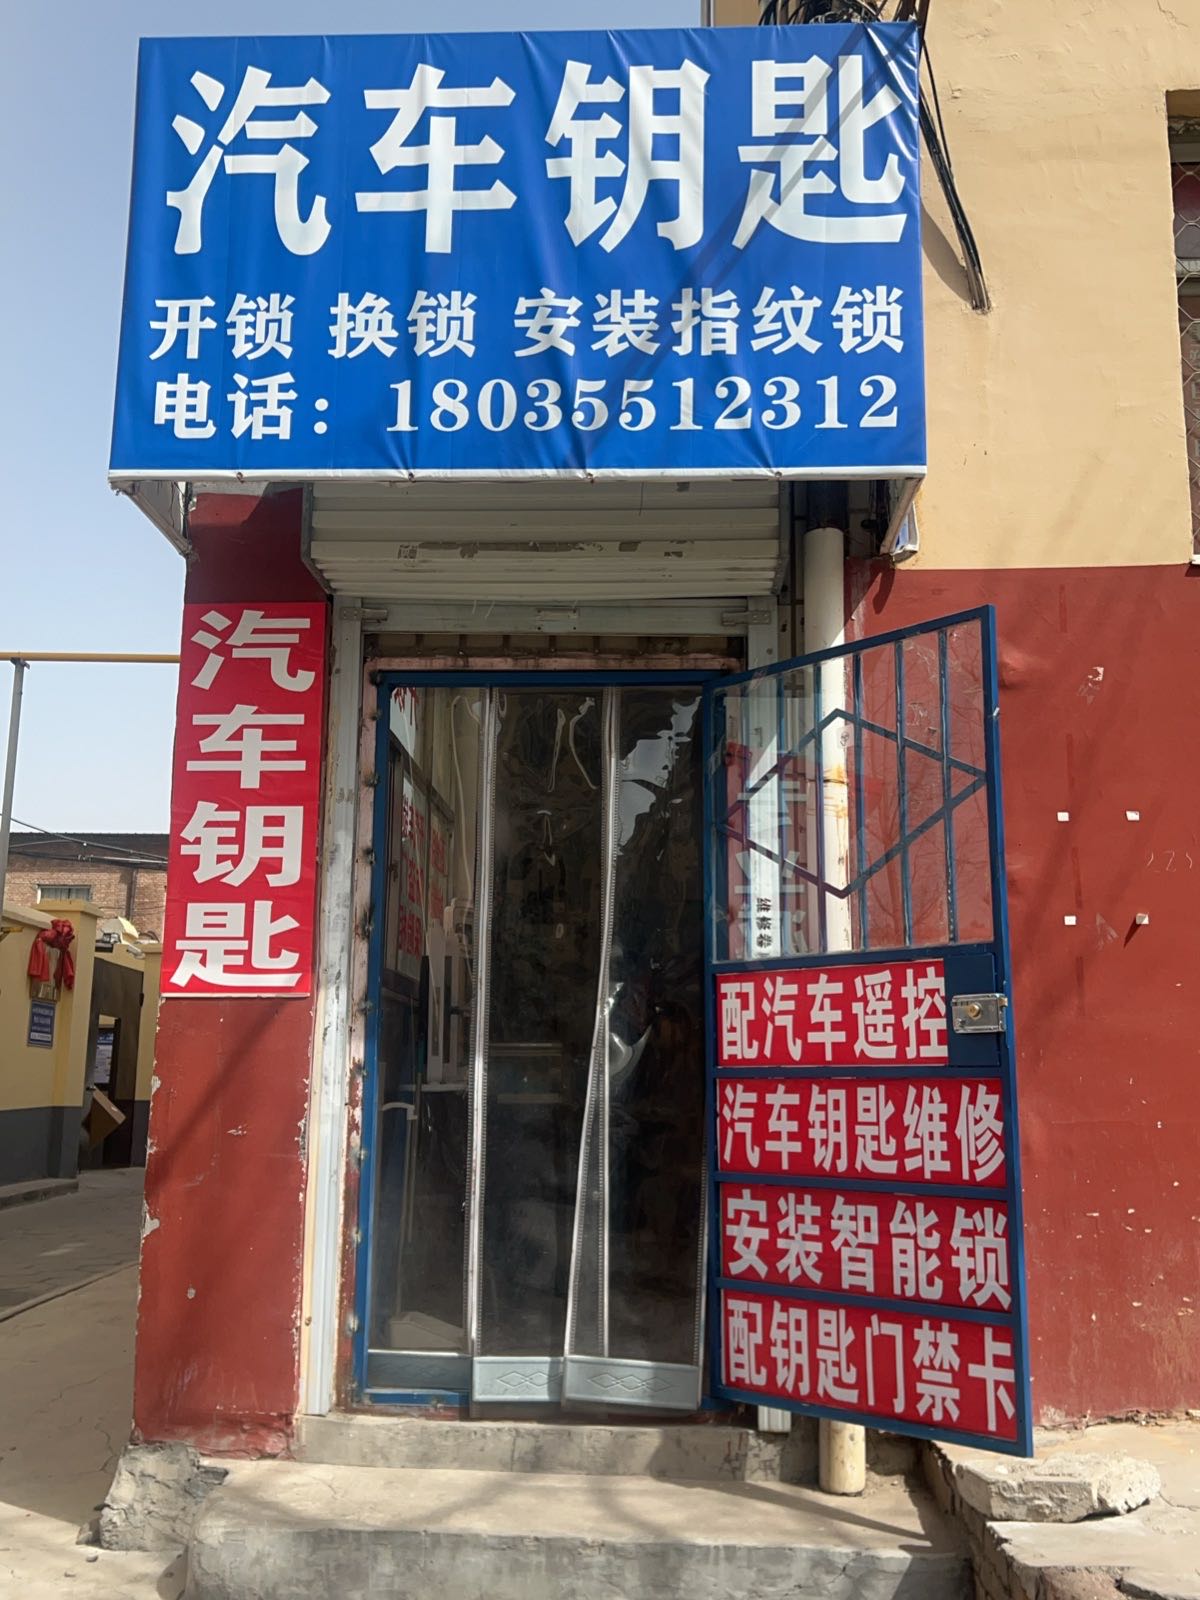 汽车钥匙
开锁 换锁 安装指纹锁
电话：18035512312
汽车钥匙
配汽车遥控
汽车钥匙维修
安装智能锁
配钥匙门禁卡